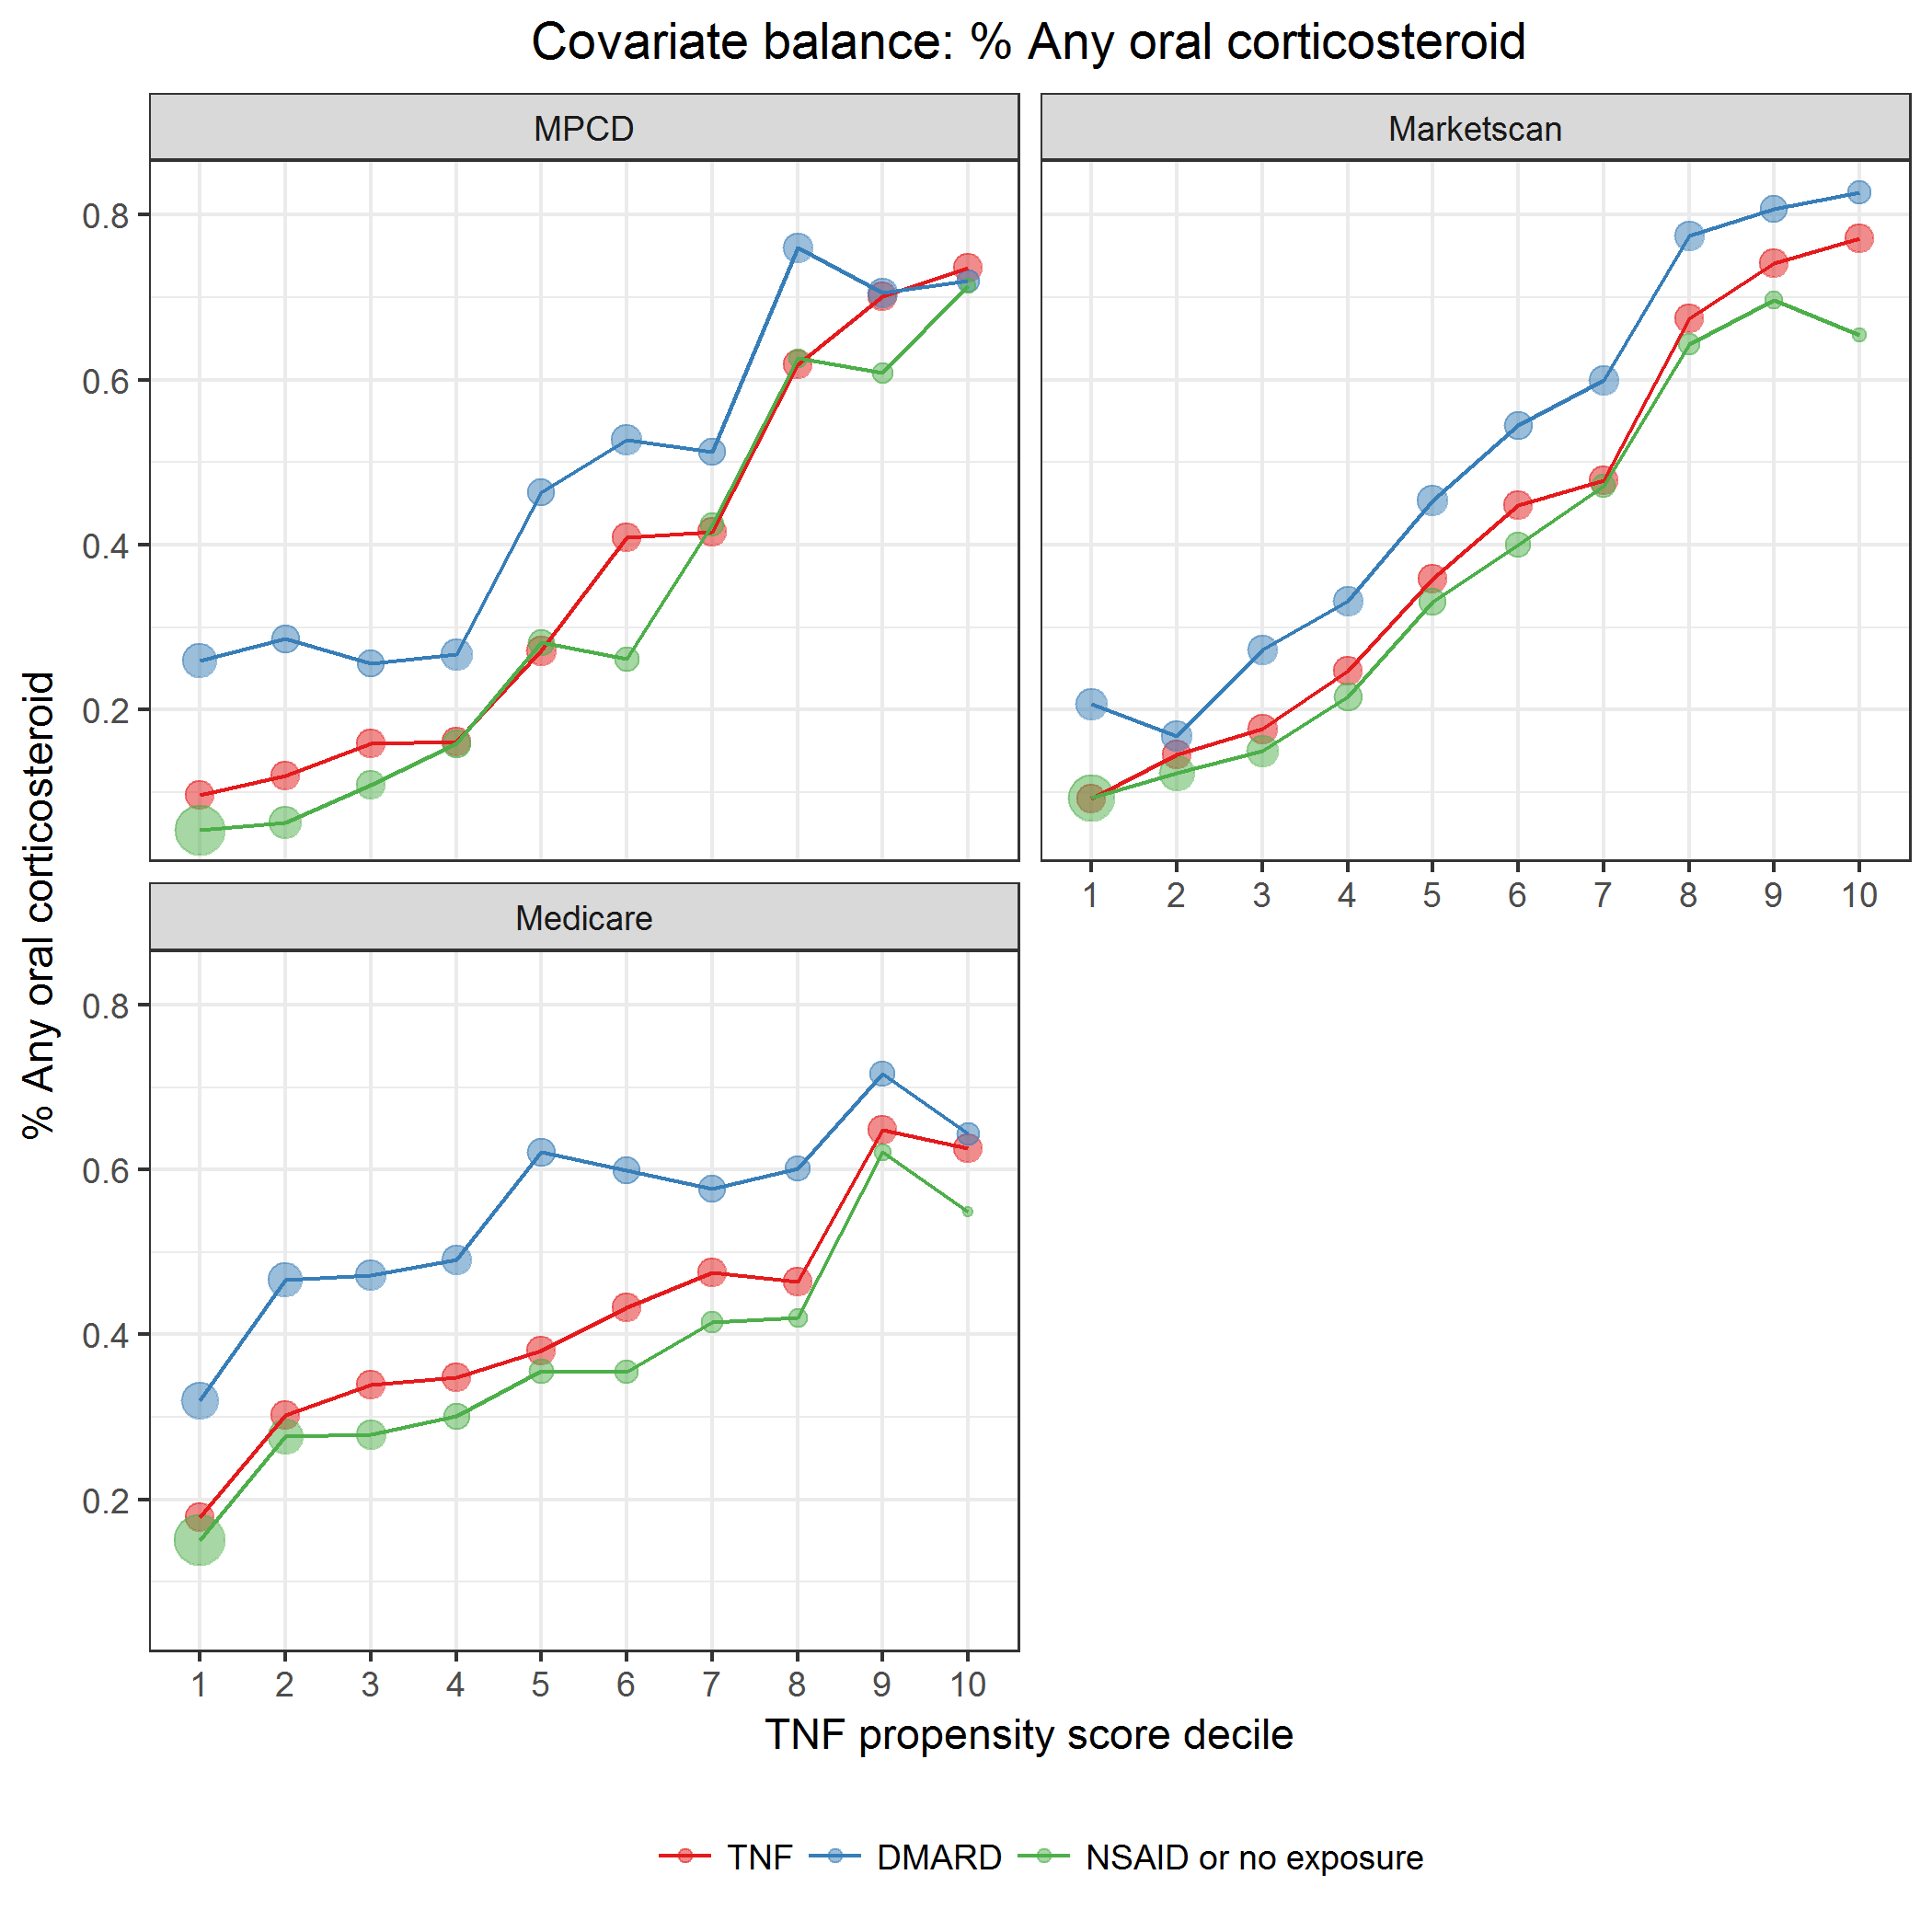 Covariate balance: % Any oral corticosteroid
MPCD
Marketscan
0.8
0.6
0.4
0.2
1 2 3 4 5 6 7 8 9 10
Medicare
0.8
0.6
0.4
0.2
1 2 3 4 5 6 7 8 9 10
% Any oral corticosteroid
TNF propensity score decile
TNF DMARD NSAID or no exposure